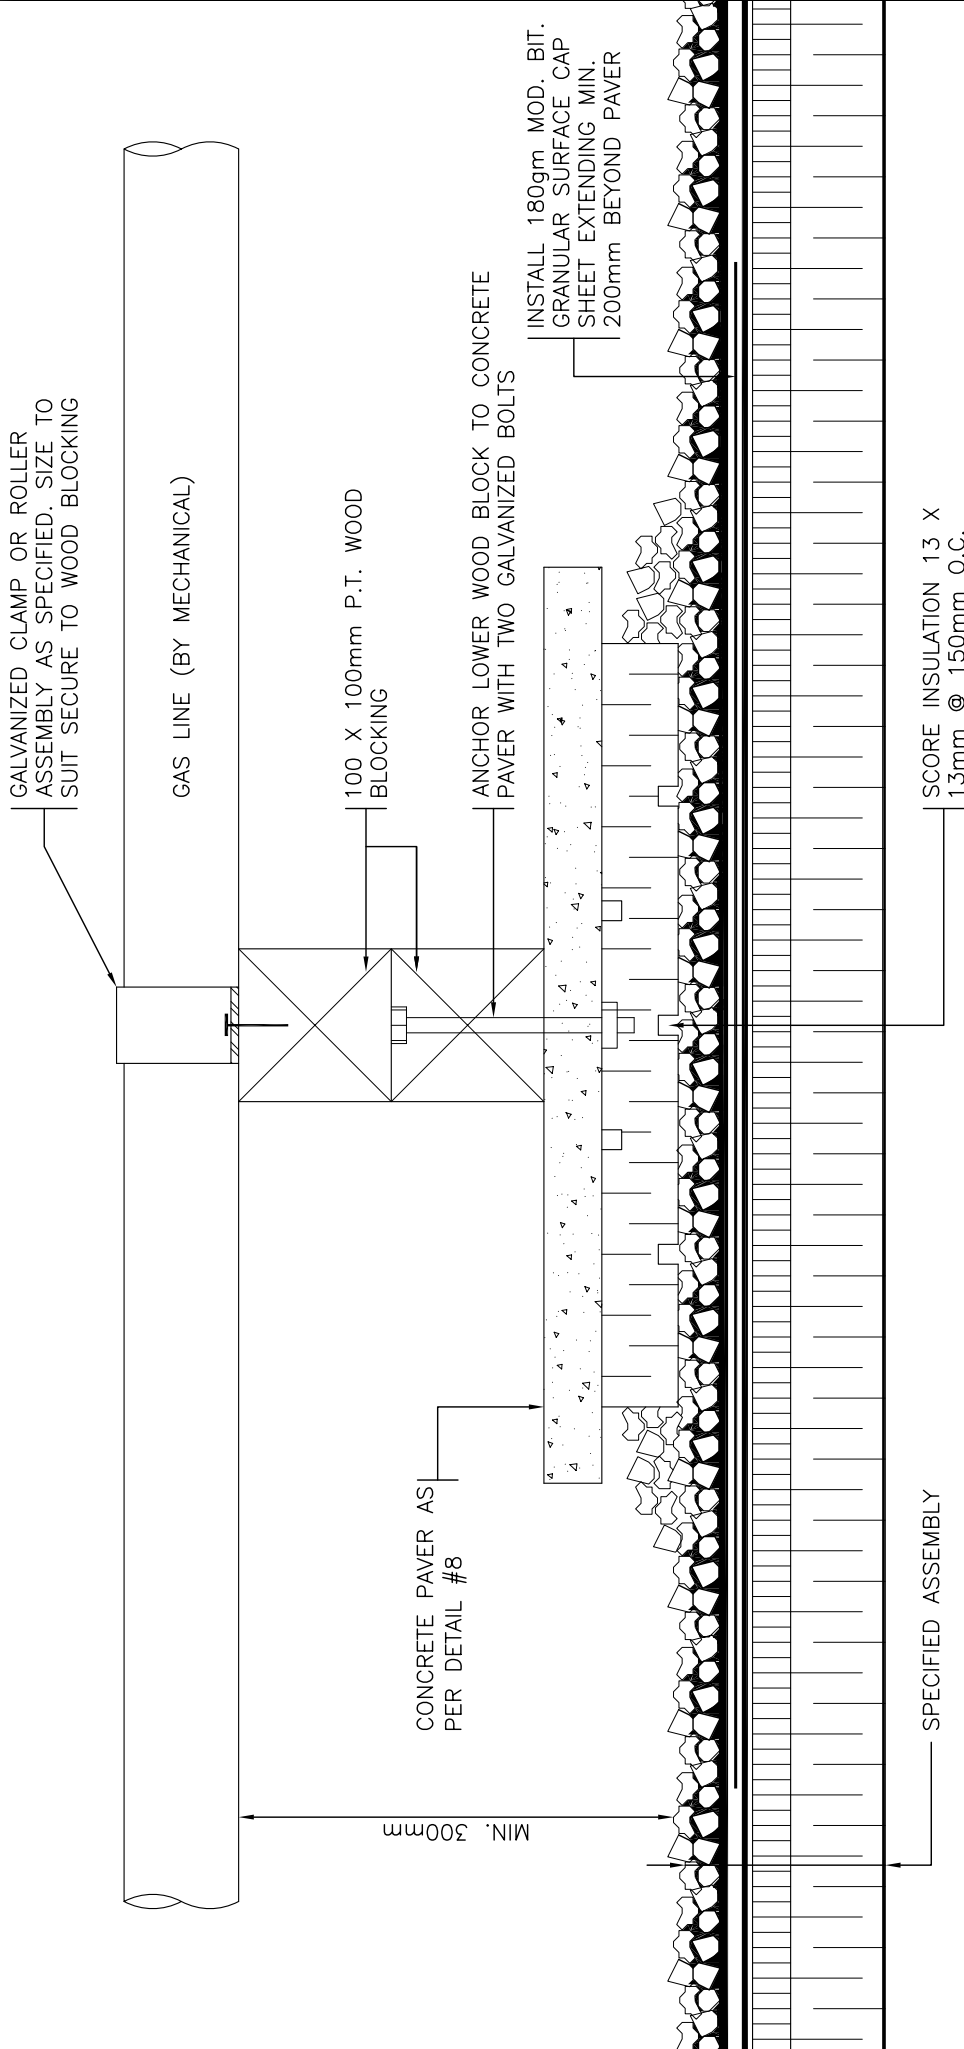 GALVANIZED CLAMP OR ROLLER
ASSEMBLY AS SPECIFIED. SIZE TO
SUIT SECURE TO WOOD BLOCKING
GAS LINE (BY MECHANICAL)
100 X 100mm P.T. WOOD
BLOCKING
ANCHOR LOWER WOOD BLOCK TO CONCRETE
PAVER WITH TWO GALVANIZED BOLTS
INSTALL 180gm MOD. BIT.
GRANULAR SURFACE CAP
SHEET EXTENDING MIN.
200mm BEYOND PAVER
CONCRETE PAVER AS
PER DETAIL #8
MIN. 300mm
SCORE INSULATION 13 X
13mm @ 150mm O.C.
SPECIFIED ASSEMBLY